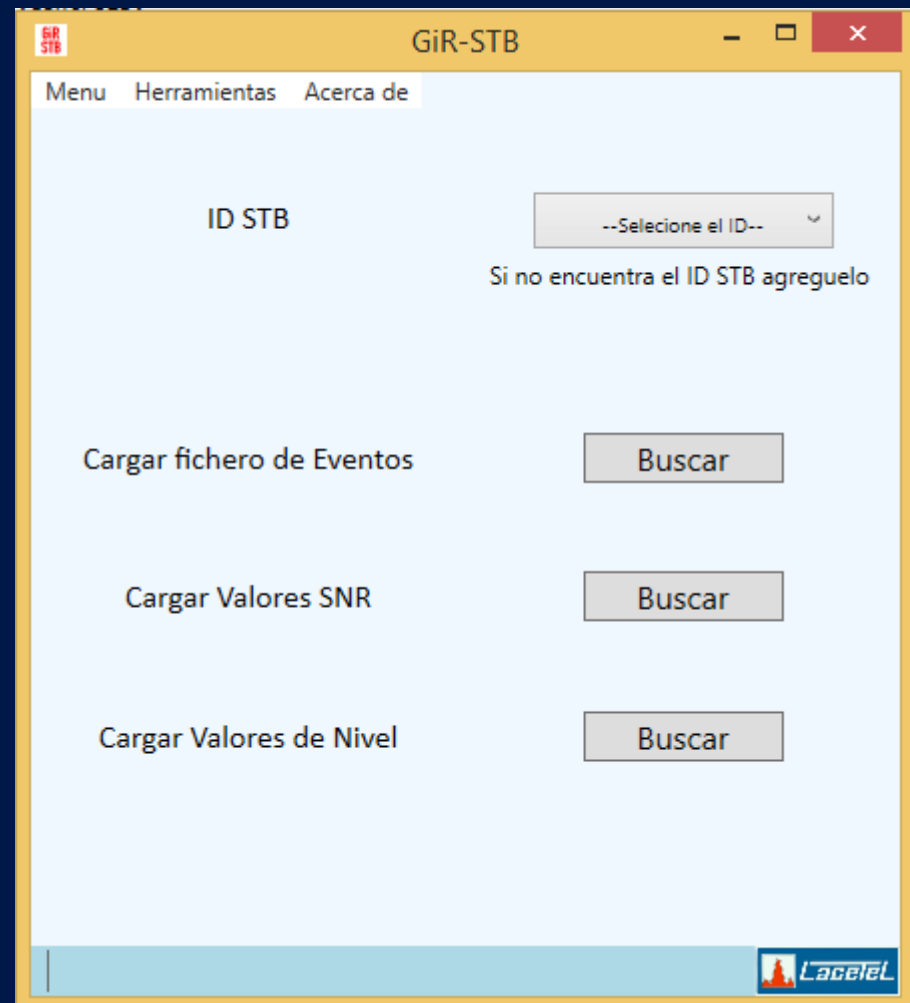 GiR STB
GiR-STB
Menu Herramientas Acerca de
ID STB
--Selecione el ID--
Si no encuentra el ID STB agreguelo
Cargar fichero de Eventos
Buscar
Cargar Valores SNR
Buscar
Cargar Valores de Nivel
Buscar
Lacetel